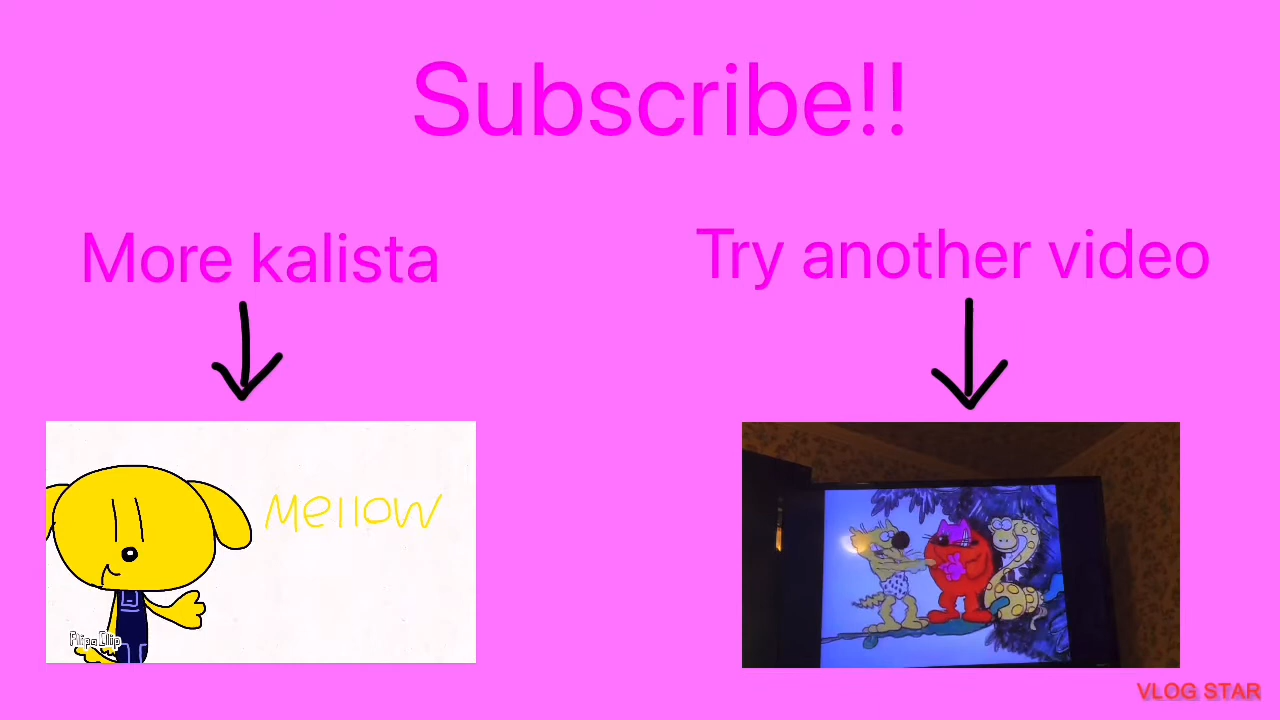 Subscribe!!
More kalista
Try another video
Mellow
FlipaClip
VLOG STAR